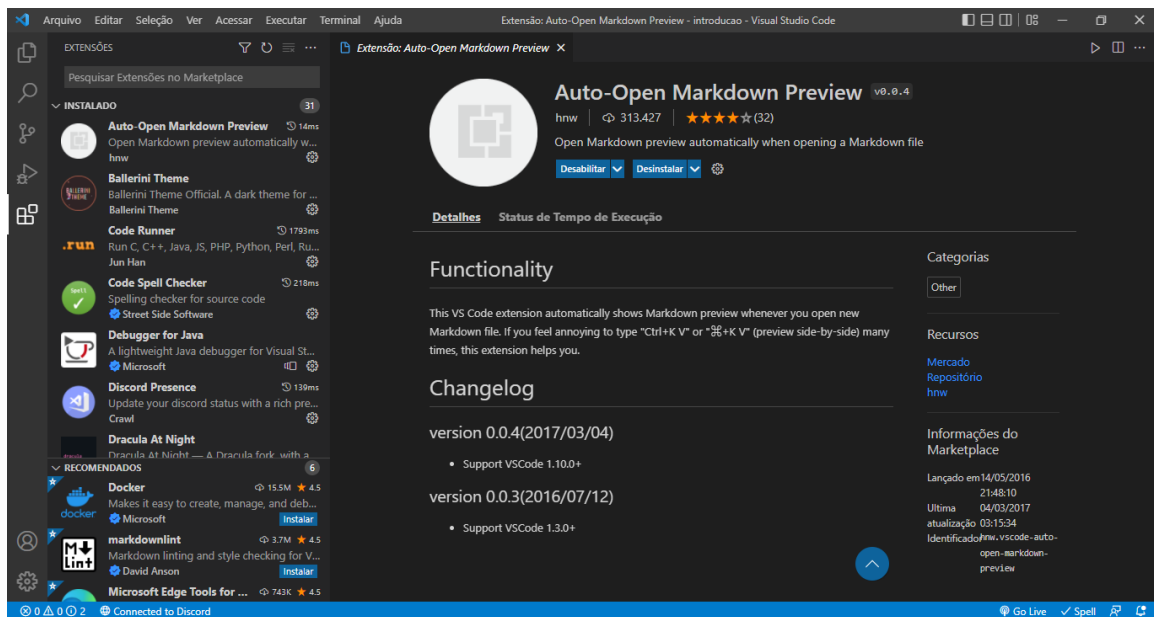 Arquivo Editar Seleção Ver Acessar Executar Terminal Ajuda
Extensão: Auto-Open Markdown Preview - introducao - Visual Studio Code
EXTENSÕES
Extensão: Auto-Open Markdown Preview
Pesquisar Extensões no Marketplace
INSTALADO 31
Auto-Open Markdown Preview 14ms
Open Markdown preview automatically w...
hnw
Ballerini Theme
Ballerini Theme Official. A dark theme for ...
Ballerini Theme
.run
Code Runner 1793ms
Run C, C++, Java, JS, PHP, Python, Perl, Ru...
Jun Han
Code Spell Checker 218ms
Spelling checker for source code
Street Side Software
Debugger for Java
A lightweight Java debugger for Visual St...
Microsoft
Discord Presence 139ms
Update your discord status with a rich pre...
Crawl
Dracula At Night
Dracula At Night — A Dracula fork, with a
RECOMENDADOS 6
docker
Docker 15.5M 4.5
Makes it easy to create, manage, and deb...
Microsoft Instalar
M
Lint
markdownlint 3.7M 4.5
Markdown linting and style checking for V...
David Anson Instalar
Microsoft Edge Tools for ... 743K 4.5
Auto-Open Markdown Preview v0.0.4
hnw 313.427 (32)
Open Markdown preview automatically when opening a Markdown file
Desabilitar Desinstalar
Detalhes Status de Tempo de Execução
Functionality
This VS Code extension automatically shows Markdown preview whenever you open new
Markdown file. If you feel annoying to type "Ctrl+K V" or "⌘+K V" (preview side-by-side) many
times, this extension helps you.
Changelog
version 0.0.4(2017/03/04)
• Support VSCode 1.10.0+
version 0.0.3(2016/07/12)
• Support VSCode 1.3.0+
Categorias
Other
Recursos
Mercado
Repositório
hnw
Informações do
Marketplace
Lançado em 14/05/2016
21:48:10
Ultima 04/03/2017
atualização 03:15:34
Identificador hnw.vscode-auto-
open-markdown-
preview
0 0 2 Connected to Discord
Go Live Spell